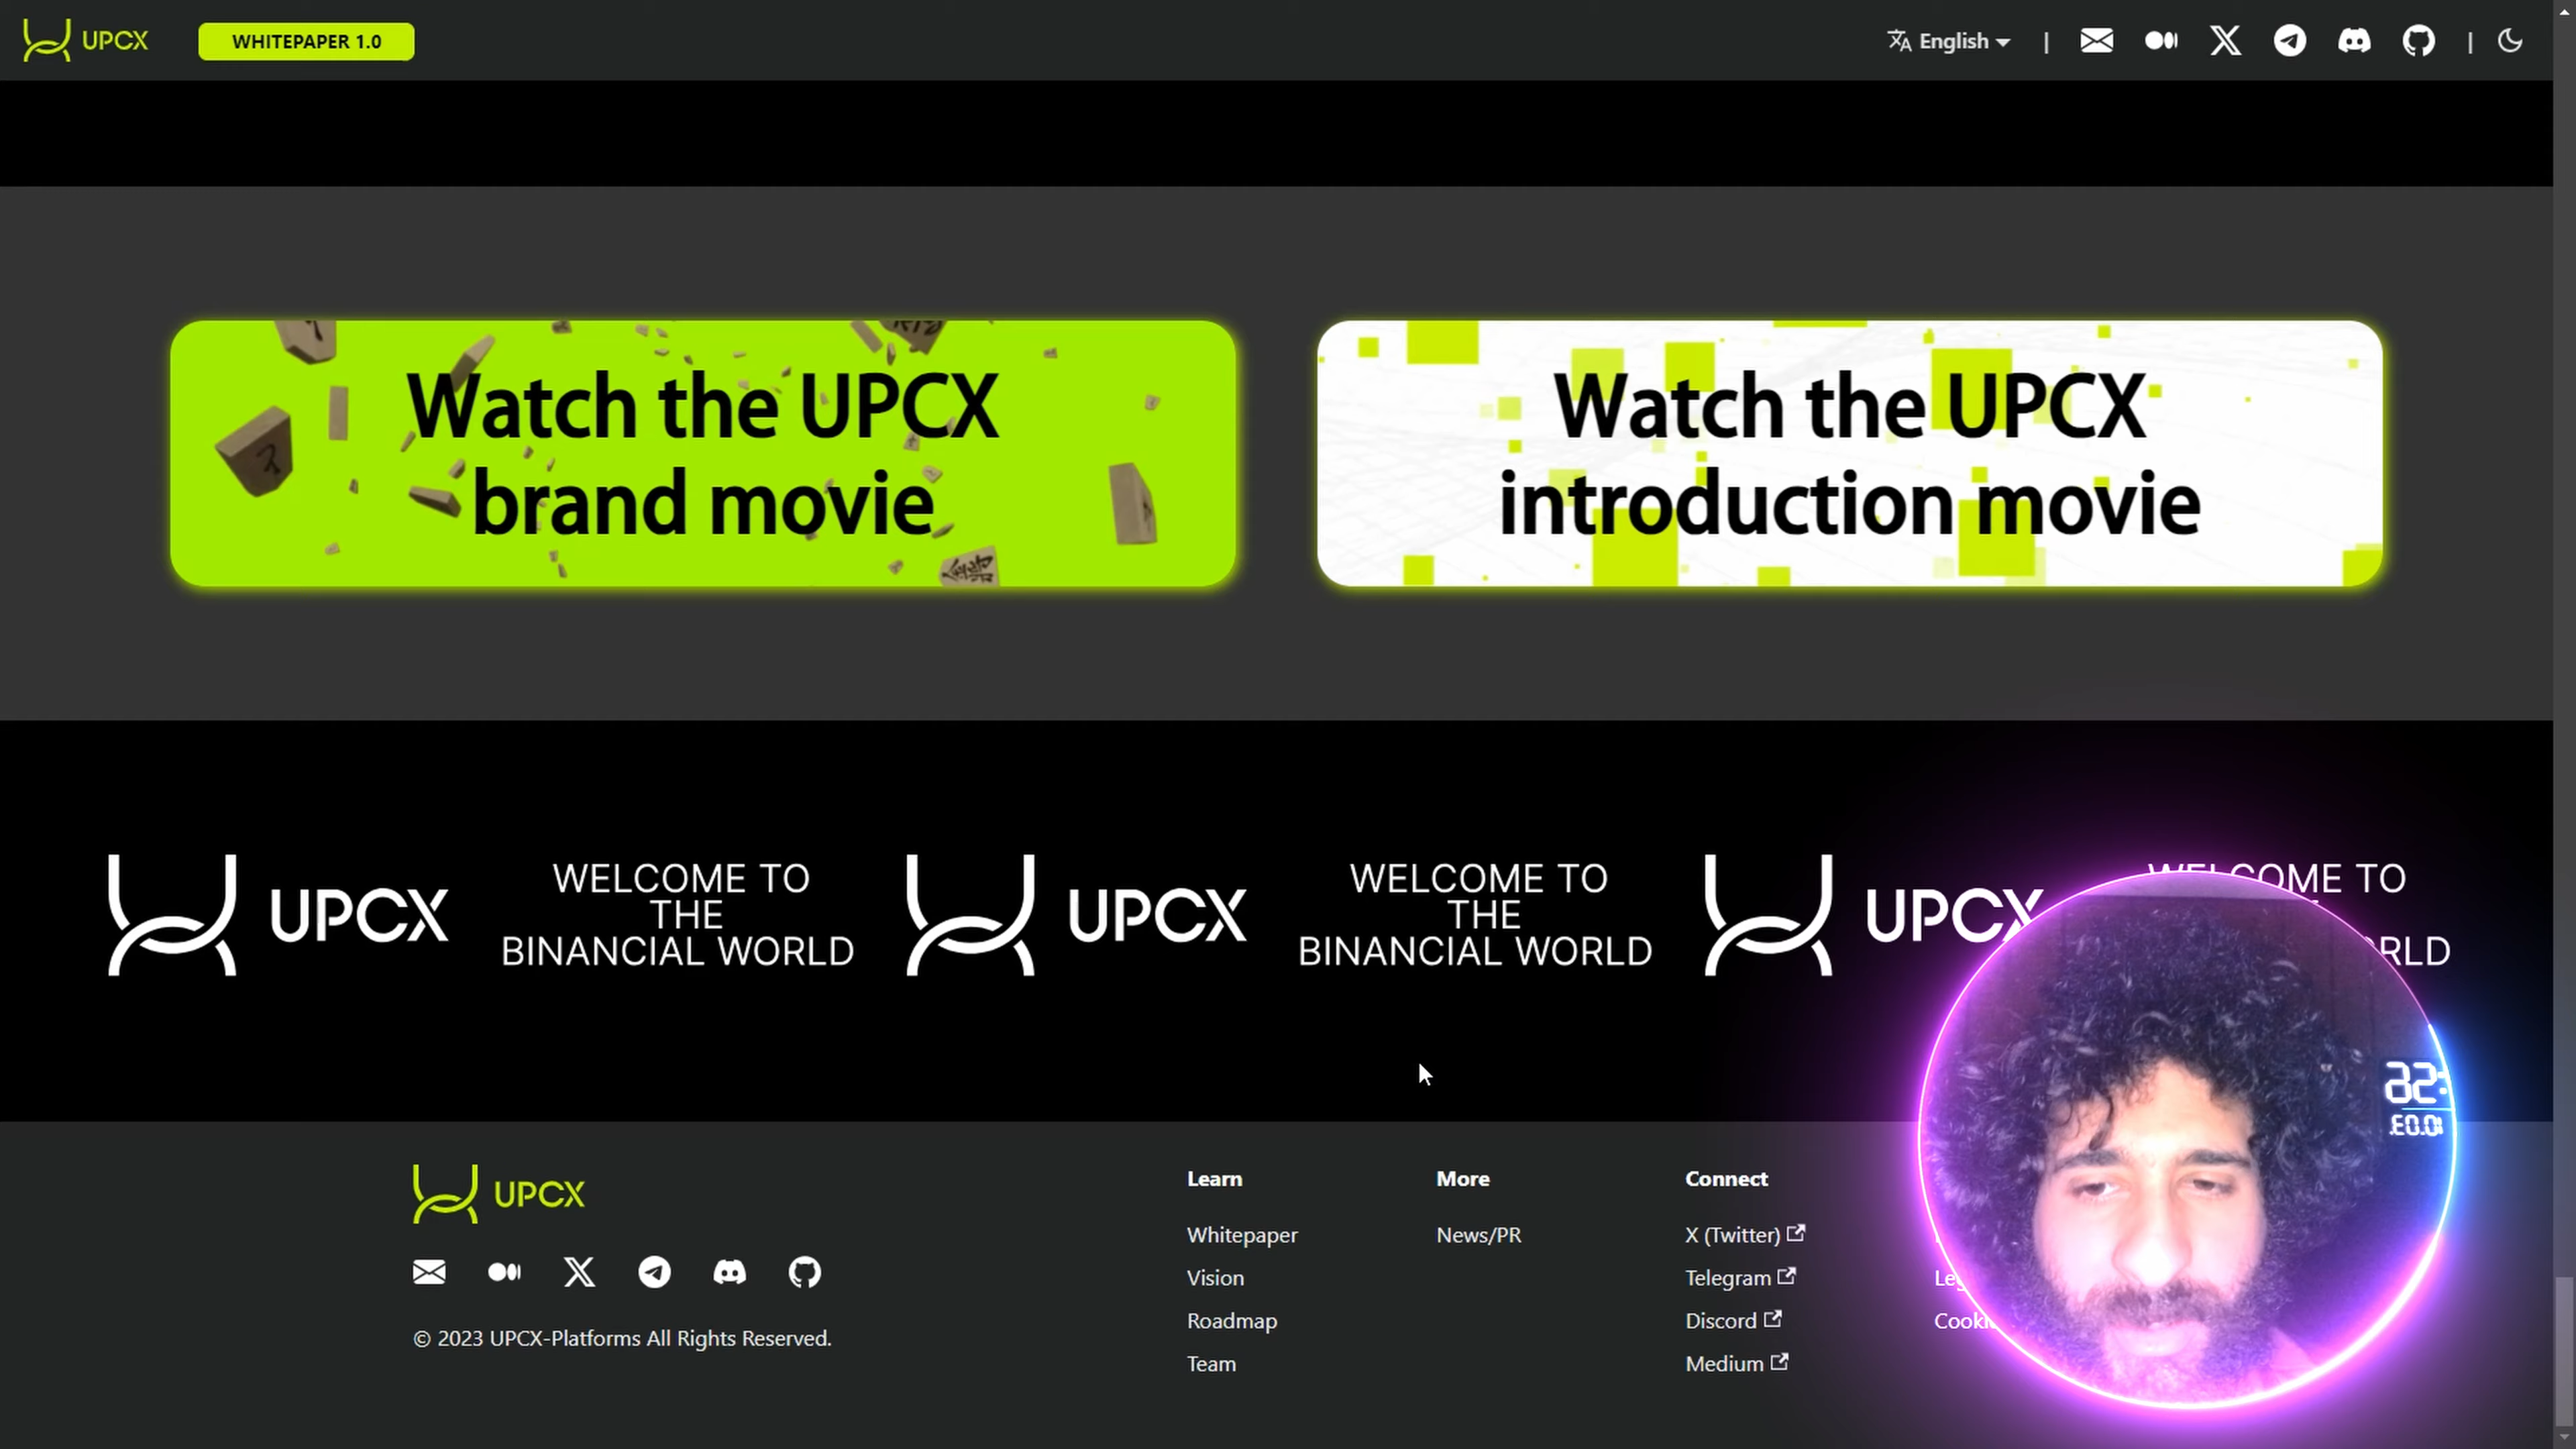 UPCX
WHITEPAPER 1.0
English
|
|
Watch the UPCX
brand movie
Watch the UPCX
introduction movie
UPCX
WELCOME TO
THE
BINANCIAL WORLD
UPCX
WELCOME TO
THE
BINANCIAL WORLD
UPCX
WELCOME TO
UPCX
© 2023 UPCX-Platforms All Rights Reserved.
Learn
Whitepaper
Vision
Roadmap
Team
More
News/PR
Connect
X (Twitter)
Telegram
Discord
Medium